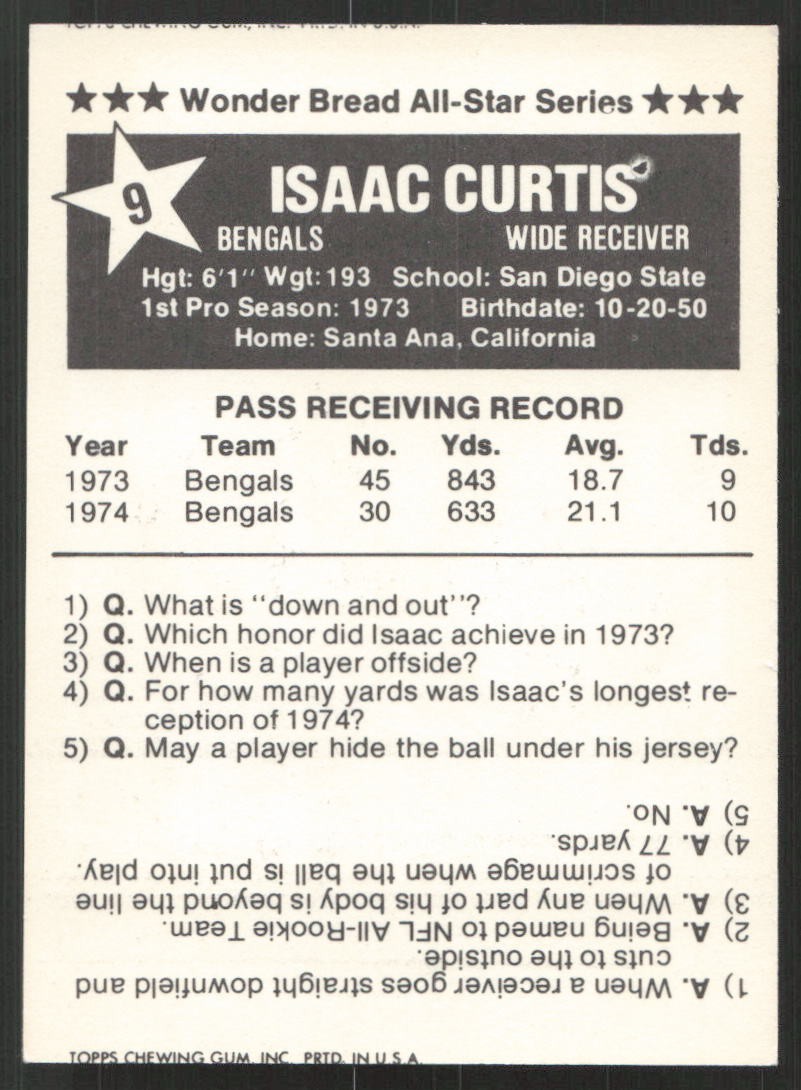 TOPPS CHEWING GUM, INC. PRTD. IN U.S.A.
★★★ Wonder Bread All-Star Series ★★★
9
ISAAC CURTIS
BENGALS WIDE RECEIVER
Hgt: 6'1'' Wgt: 193 School: San Diego State
1st Pro Season: 1973 Birthdate: 10-20-50
Home: Santa Ana, California
PASS RECEIVING RECORD
Year Team No. Yds. Avg. Tds.
1973 Bengals 45 843 18.7 9
1974 Bengals 30 633 21.1 10
1) Q. What is "down and out"?
2) Q. Which honor did Isaac achieve in 1973?
3) Q. When is a player offside?
4) Q. For how many yards was Isaac's longest re-
ception of 1974?
5) Q. May a player hide the ball under his jersey?
1) A. When a receiver goes straight downfield and
cuts to the outside.
2) A. Being named to NFL All-Rookie Team.
3) A. When any part of his body is beyond the line
of scrimmage when the ball is put into play.
4) A. 77 yards.
5) A. No.
TOPPS CHEWING GUM, INC. PRTD. IN U.S.A.